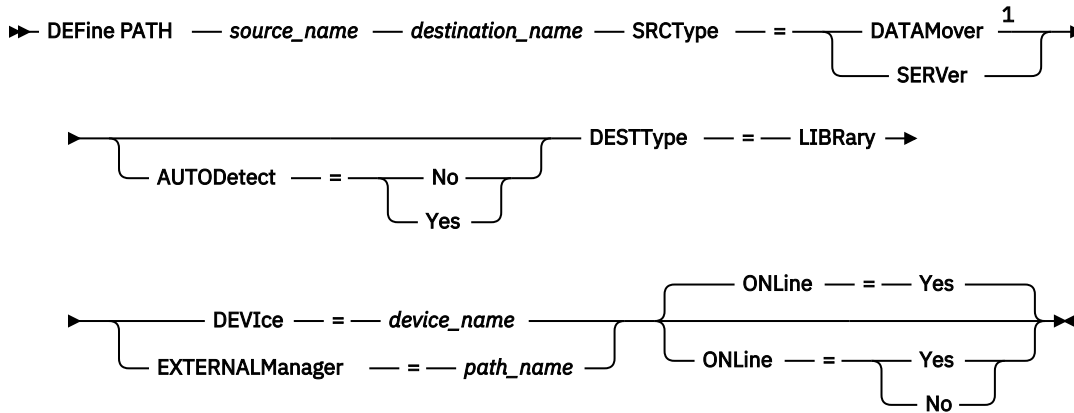 DEFine PATH source_name destination_name SRCType = DATAMover 1
SERVer
DESTType = LIBRary
AUTODetect = No
Yes
ONLine = Yes
DEVIce = device_name
EXTERNALManager = path_name
ONLine = Yes
No